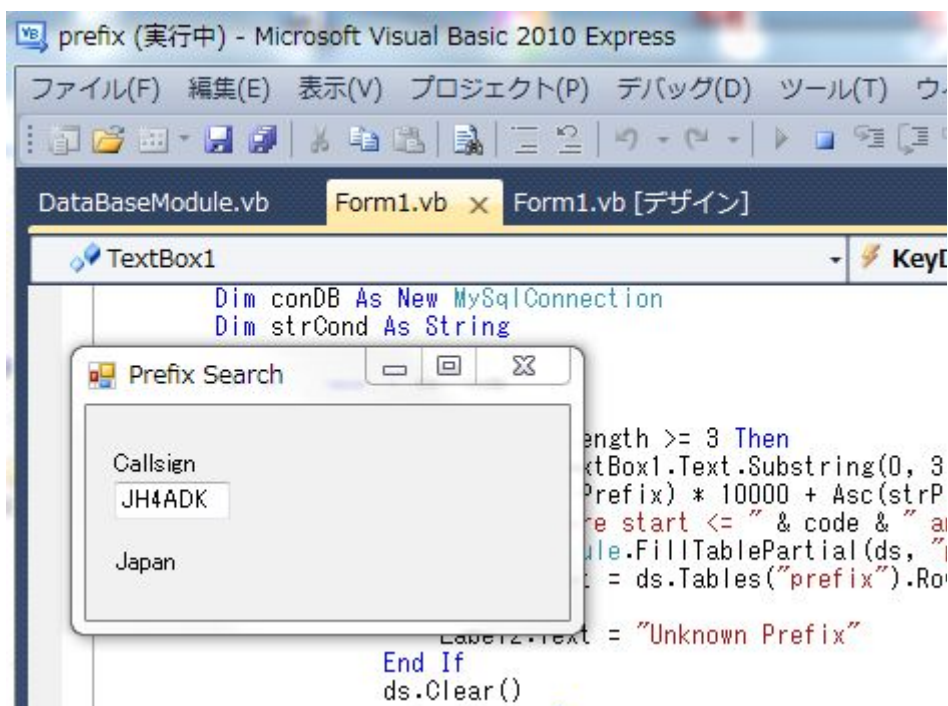 prefix (実行中) - Microsoft Visual Basic 2010 Express
ファイル(F) 編集(E) 表示(V) プロジェクト(P) デバッグ(D) ツール(T)
DataBaseModule.vb Form1.vb Form1.vb [デザイン]
TextBox1
Dim conDB As New MySqlConnection
Dim strCond As String
Prefix Search
Callsign
JH4ADK
Japan
ength >= 3 Then
tBox1.Text.Substring(0, 3
Prefix) * 10000 + Asc(strP
re start <= " & code & " a
ule.FillTablePartial(ds, "
= ds.Tables("prefix").Ro
Label2.Text = "Unknown Prefix"
End If
ds.Clear()